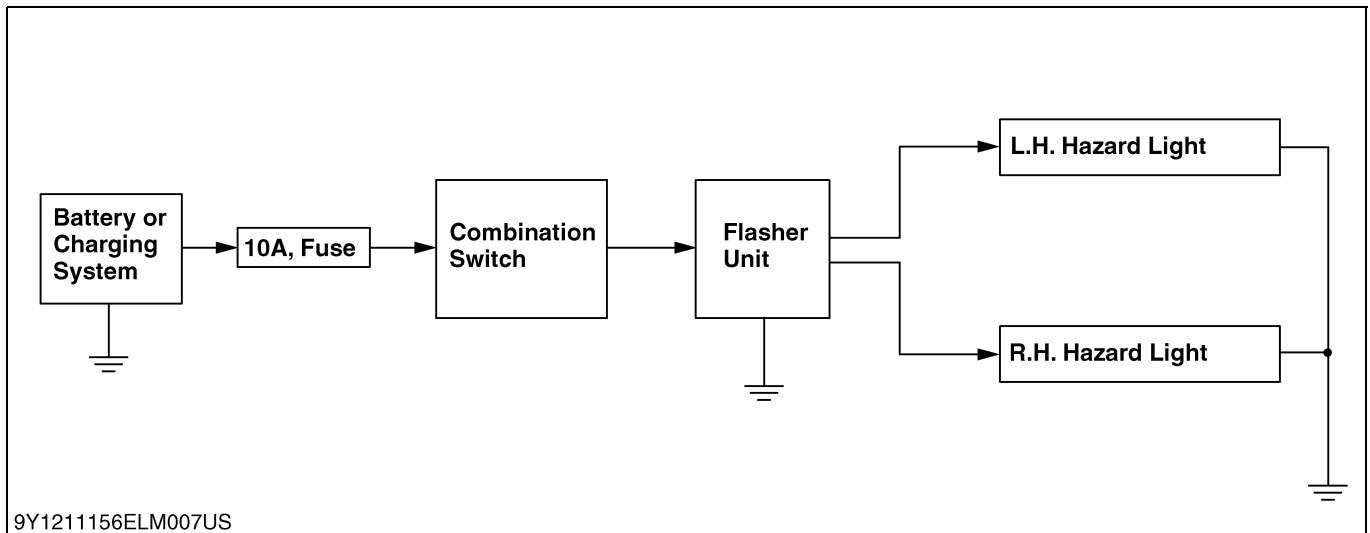 Battery or
Charging
System
10A, Fuse
Combination
Switch
Flasher
Unit
L.H. Hazard Light
R.H. Hazard Light
9Y1211156ELM007US